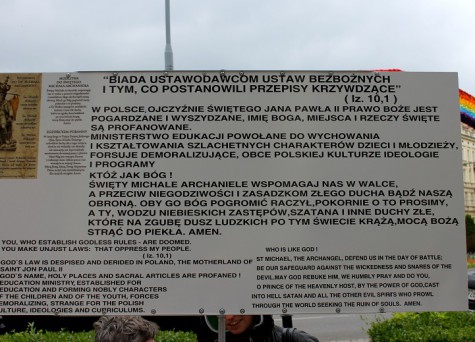 "BIADA USTAWODAWCOM USTAW BEZBOŻNYCH
I TYM, CO POSTANOWILI PRZEPISY KRZYWDZĄCE"
( Iz. 10,1 )
W POLSCE,OJCZYŹNIE ŚWIĘTEGO JANA PAWŁA II PRAWO BOŻE JEST
POGARDZANE I WYSZYDZANE, IMIĘ BOGA, MIEJSCA I RZECZY ŚWIĘTE
SĄ PROFANOWANE.
MINISTERSTWO EDUKACJI POWOŁANE DO WYCHOWANIA
I KSZTAŁTOWANIA SZLACHETNYCH CHARAKTERÓW DZIECI I MŁODZIEŻY,
FORSUJE DEMORALIZUJĄCE, OBCE POLSKIEJ KULTURZE IDEOLOGIE
I PROGRAMY
KTÓŻ JAK BÓG !
ŚWIĘTY MICHALE ARCHANIELE WSPOMAGAJ NAS W WALCE,
A PRZECIW NIEGODZIWOŚCI I ZASADZKOM ZŁEGO DUCHA BĄDŹ NASZĄ
OBRONĄ. OBY GO BÓG POGROMIĆ RACZYŁ,POKORNIE O TO PROSIMY,
A TY, WODZU NIEBIESKICH ZASTĘPÓW,SZATANA I INNE DUCHY ZŁE,
KTÓRE NA ZGUBĘ DUSZ LUDZKICH PO TYM ŚWIECIE KRĄŻĄ,MOCĄ BOŻĄ
STRĄĆ DO PIEKŁA. AMEN.
YOU, WHO ESTABLISH GODLESS RULES - ARE DOOMED.
YOU MAKE UNJUST LAWS: THAT OPPRESS MY PEOPLE.
(Iz. 10,1)
GOD`S LAW IS DESPISED AND DERIDED IN POLAND, THE MOTHERLAND OF
SAINT JON PAUL II
GOD`S NAME, HOLY PLACES AND SACRAL ARTICLES ARE PROFANED !
EDUCATION MINISTRY, ESTABLISHED FOR
EDUCATION AND FORMING NOBLY CHARACTERS
OF THE CHILDREN AND OF THE YOUTH, FORCES
DEMORALIZING, STRANGE FOR THE POLISH
CULTURE, IDEOLOGIES AND CURRICULUMS.
WHO IS LIKE GOD !
ST MICHAEL, THE ARCHANGEL, DEFEND US IN THE DAY OF BATTLE;
BE OUR SAFEGUARD AGAINST THE WICKEDNESS AND SNARES OF THE
DEVIL.MAY GOD REBUKE HIM, WE HUMBLY PRAY AND DO YOU,
O PRINCE OF THE HEAVENLY HOST, BY THE POWER OF GOD,CAST
INTO HELL SATAN AND ALL THE OTHER EVIL SPIRITS WHO PROWL
THROUGH THE WORLD SEEKING THE RUIN OF SOULS. AMEN.